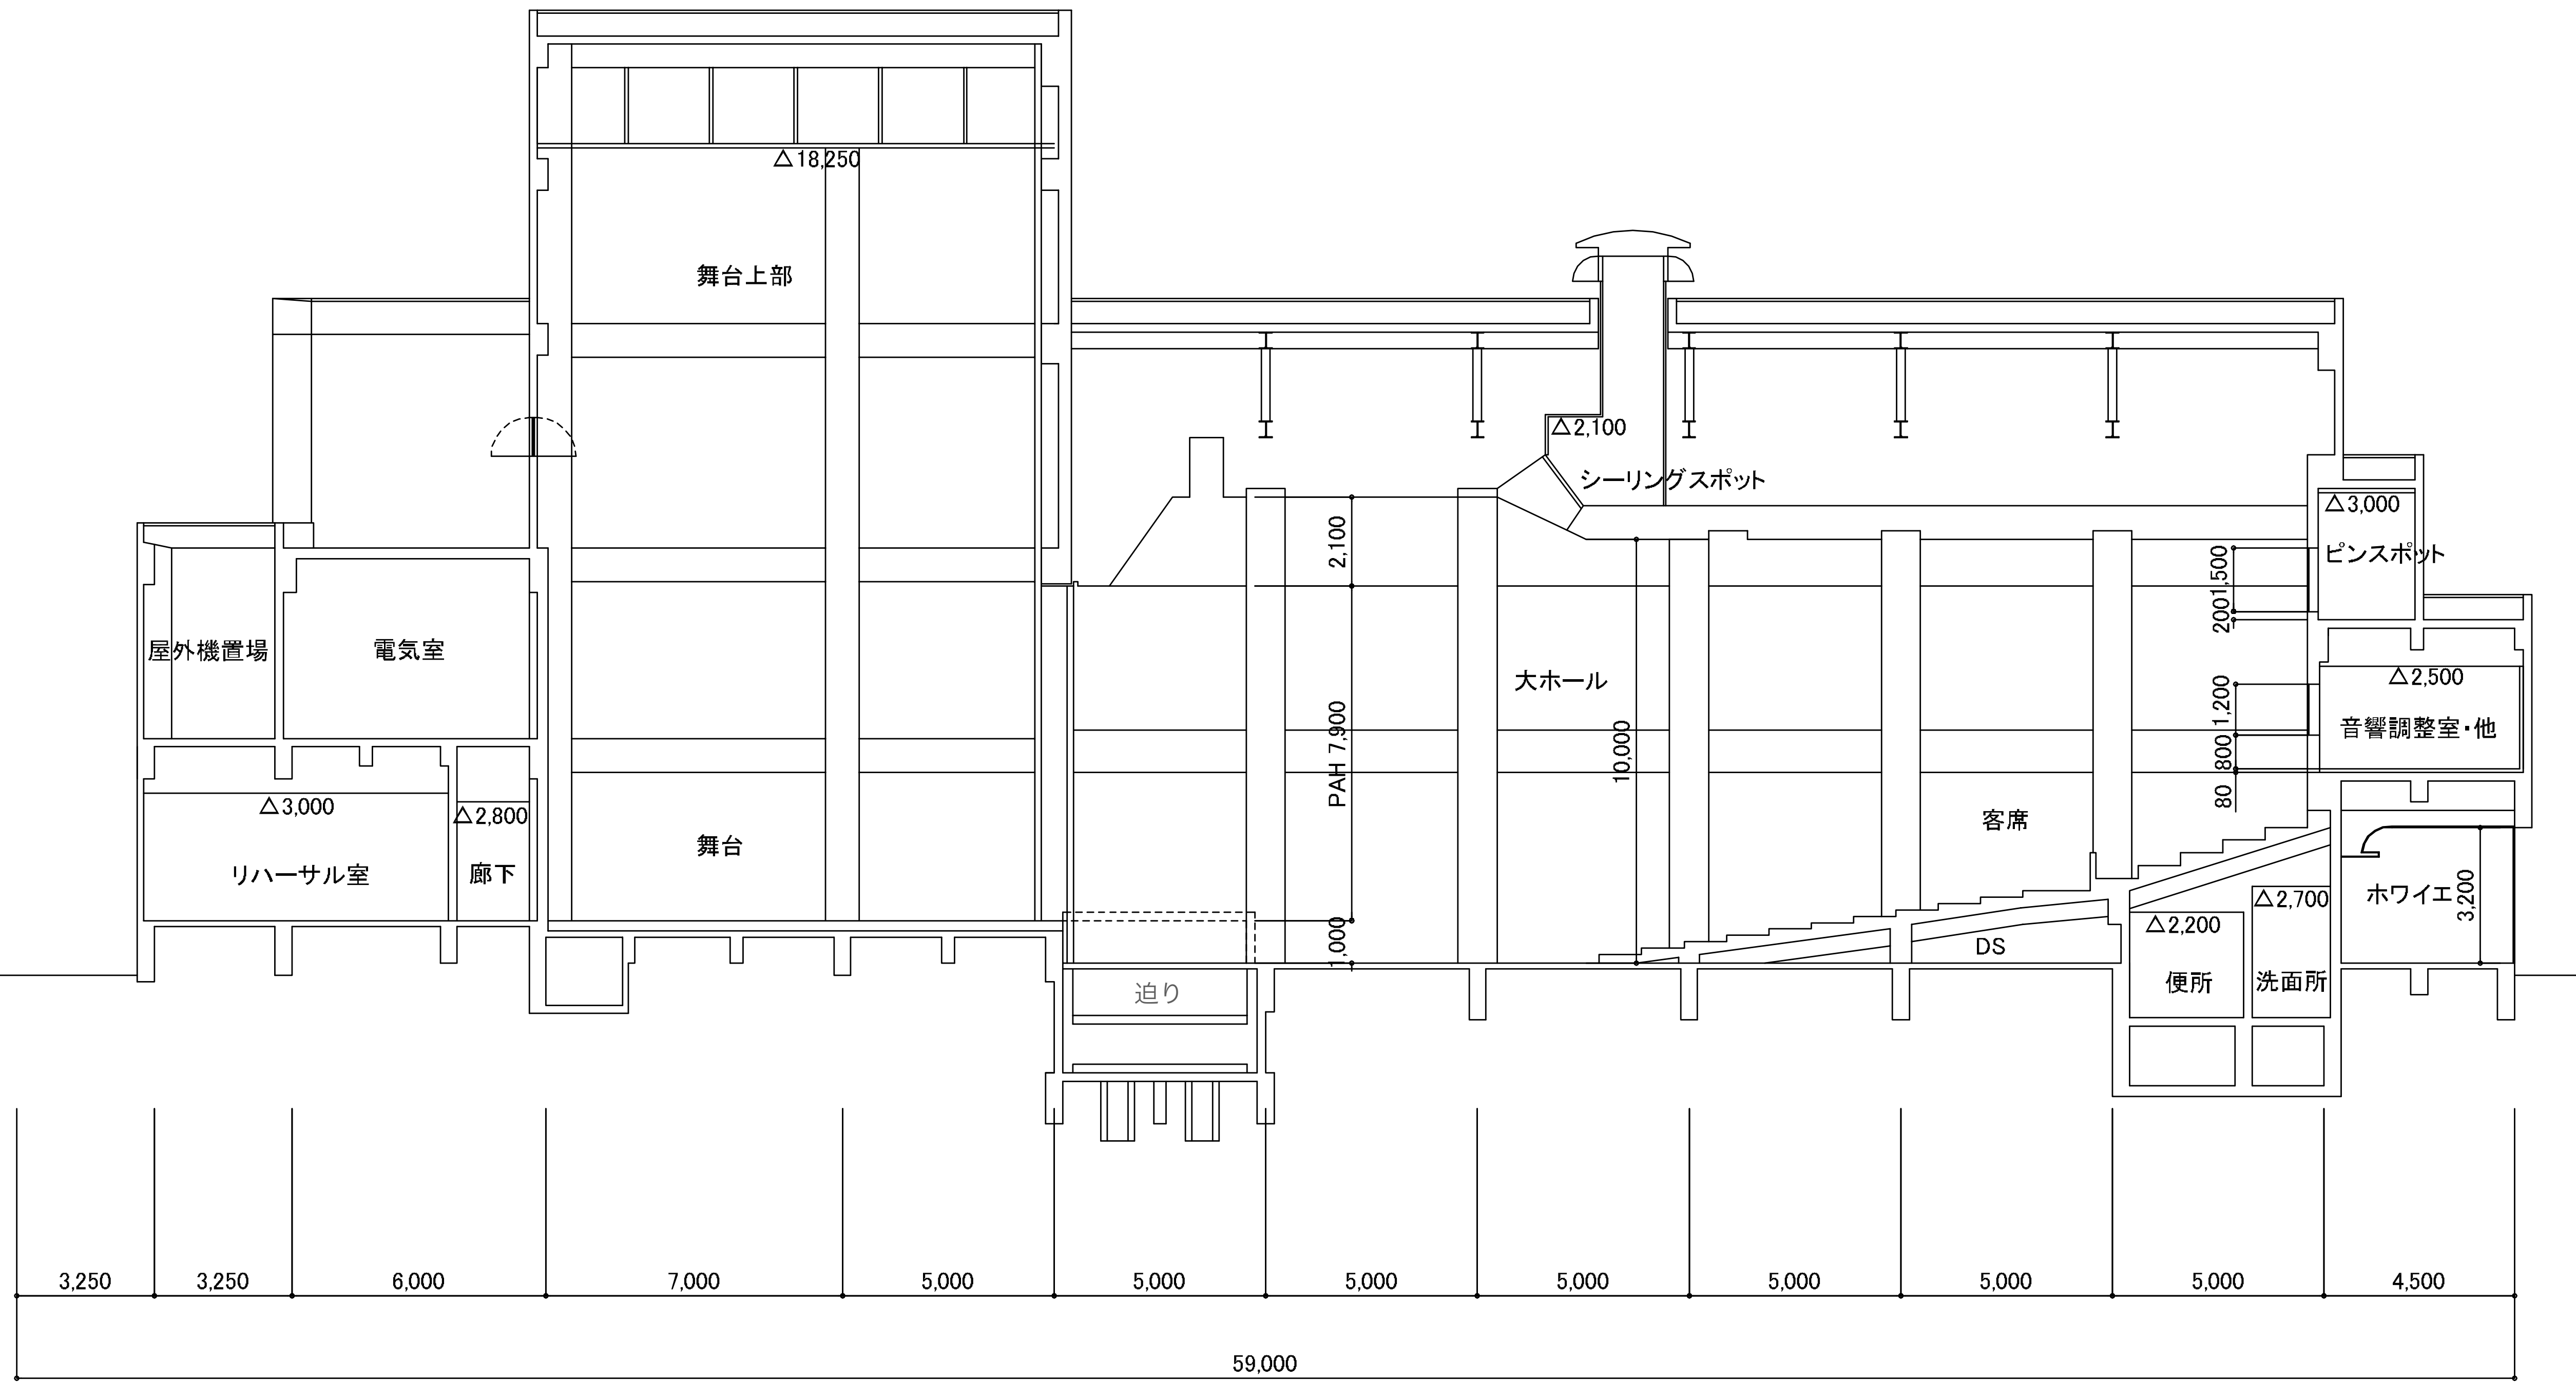 △18,250
舞台上部
△2,100
シーリングスポット
△3,000
ピンスポット
2,100
1,500
200
屋外機置場
電気室
大ホール
△2,500
1,200
音響調整室・他
PAH 7,900
10,000
800
80
△3,000
△2,800
舞台
客席
リハーサル室
廊下
ホワイエ
3,200
△2,700
△2,200
1,000
DS
迫り
便所
洗面所
3,250 3,250 6,000 7,000 5,000 5,000 5,000 5,000 5,000 5,000 5,000 4,500
59,000